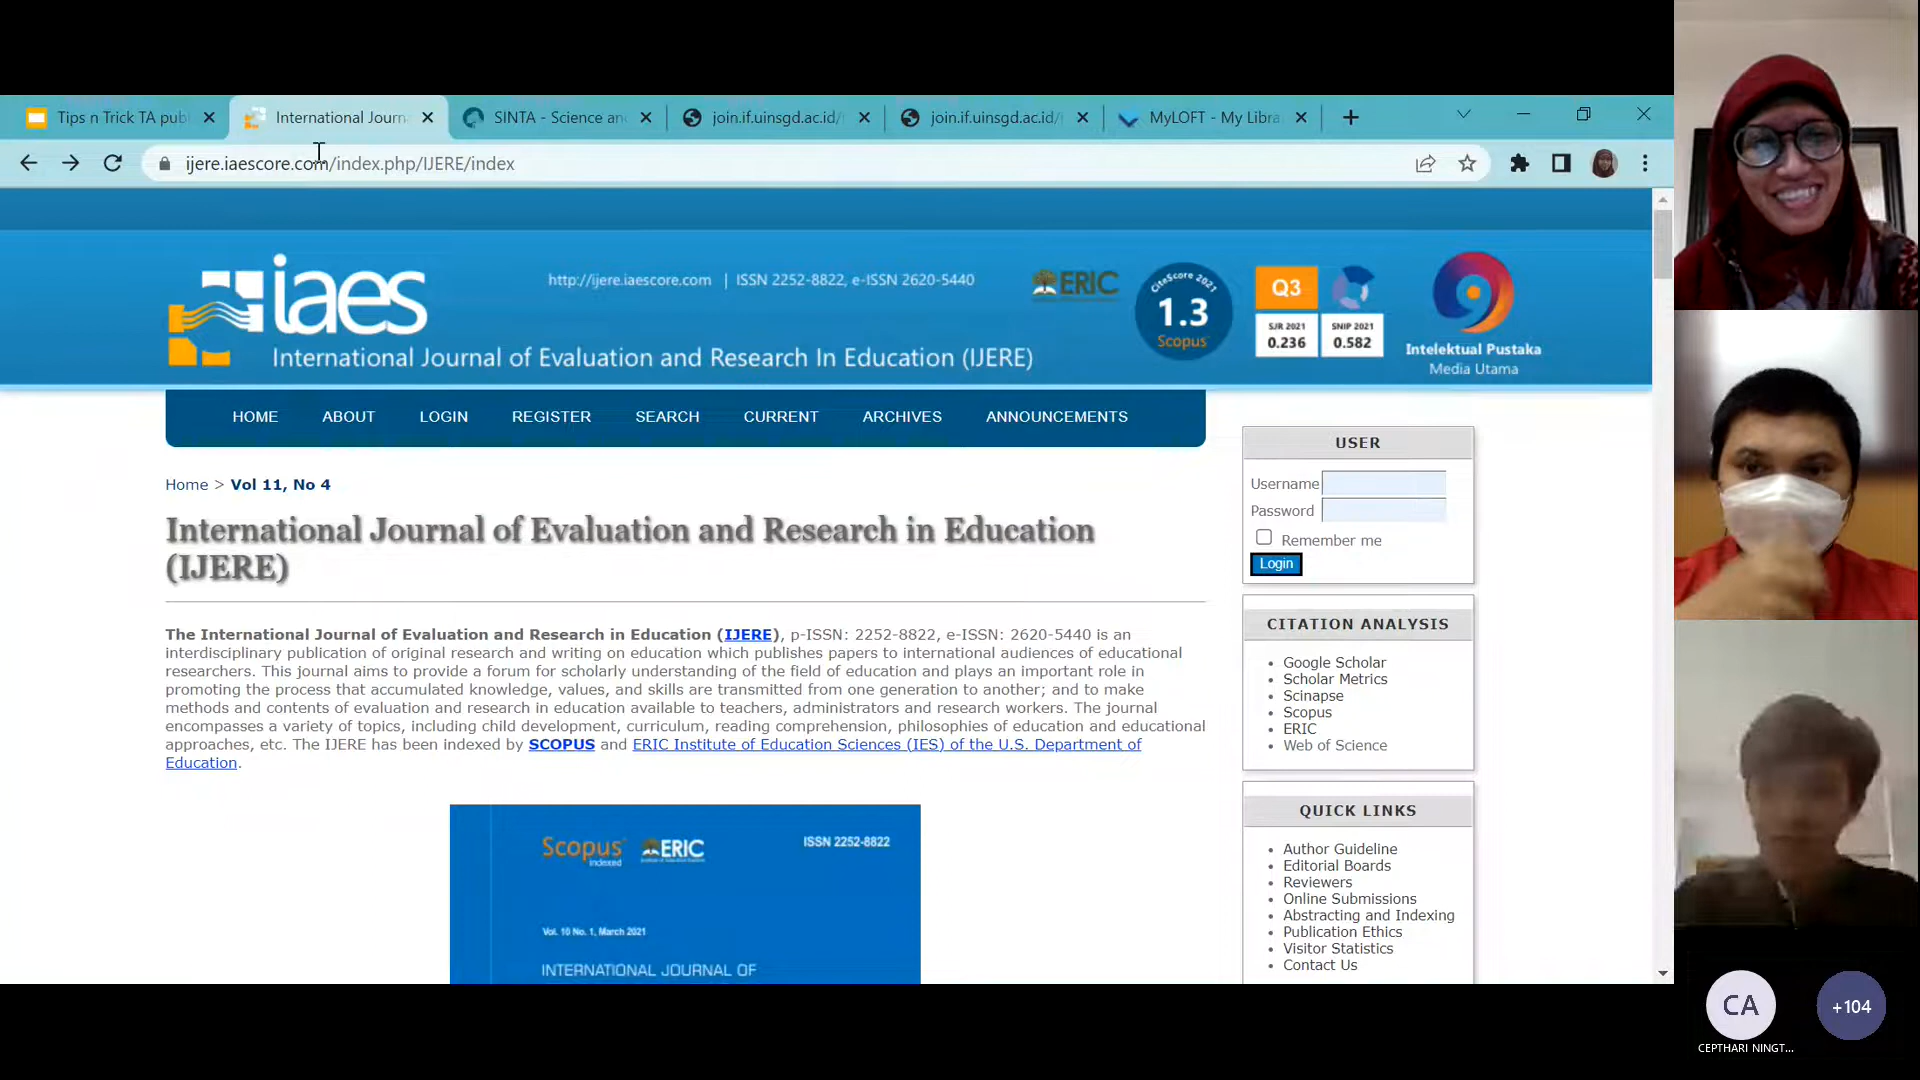 Tips n Trick TA pub
International Journa
SINTA - Science an
join.if.uinsgd.ac.id/
join.if.uinsgd.ac.id/
MyLOFT - My Libra
ijere.iaescore.com/index.php/IJERE/index
iaes
http://ijere.iaescore.com | ISSN 2252-8822, e-ISSN 2620-5440
International Journal of Evaluation and Research In Education (IJERE)
ERIC
CiteScore 2021
1.3
Scopus
Q3
SJR 2021
0.236
SNIP 2021
0.582
Intelektual Pustaka
Media Utama
HOME ABOUT LOGIN REGISTER SEARCH CURRENT ARCHIVES ANNOUNCEMENTS
Home > Vol 11, No 4
International Journal of Evaluation and Research in Education
(IJERE)
The International Journal of Evaluation and Research in Education (IJERE), p-ISSN: 2252-8822, e-ISSN: 2620-5440 is an
interdisciplinary publication of original research and writing on education which publishes papers to international audiences of educational
researchers. This journal aims to provide a forum for scholarly understanding of the field of education and plays an important role in
promoting the process that accumulated knowledge, values, and skills are transmitted from one generation to another; and to make
methods and contents of evaluation and research in education available to teachers, administrators and research workers. The journal
encompasses a variety of topics, including child development, curriculum, reading comprehension, philosophies of education and educational
approaches, etc. The IJERE has been indexed by SCOPUS and ERIC Institute of Education Sciences (IES) of the U.S. Department of
Education.
Scopus
Indexed
ERIC
ISSN 2252-8822
Vol. 10 No. 1, March 2021
INTERNATIONAL JOURNAL OF
USER
Username
Password
Remember me
Login
CITATION ANALYSIS
Google Scholar
Scholar Metrics
Scinapse
Scopus
ERIC
Web of Science
QUICK LINKS
Author Guideline
Editorial Boards
Reviewers
Online Submissions
Abstracting and Indexing
Publication Ethics
Visitor Statistics
Contact Us
CA
+104
CEPTHARI NINGT...